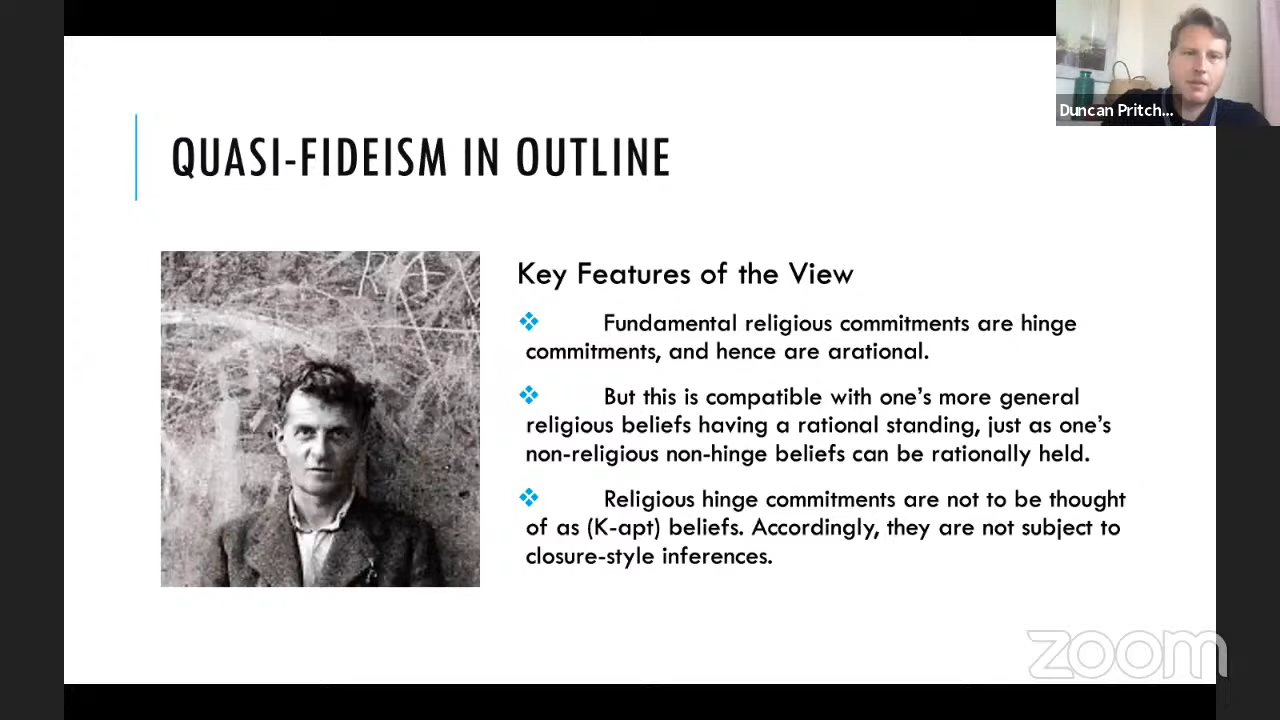 Duncan Pritch...
QUASI-FIDEISM IN OUTLINE
Key Features of the View
Fundamental religious commitments are hinge
commitments, and hence are arational.
But this is compatible with one's more general
religious beliefs having a rational standing, just as one's
non-religious non-hinge beliefs can be rationally held.
Religious hinge commitments are not to be thought
of as (K-apt) beliefs. Accordingly, they are not subject to
closure-style inferences.
zoom